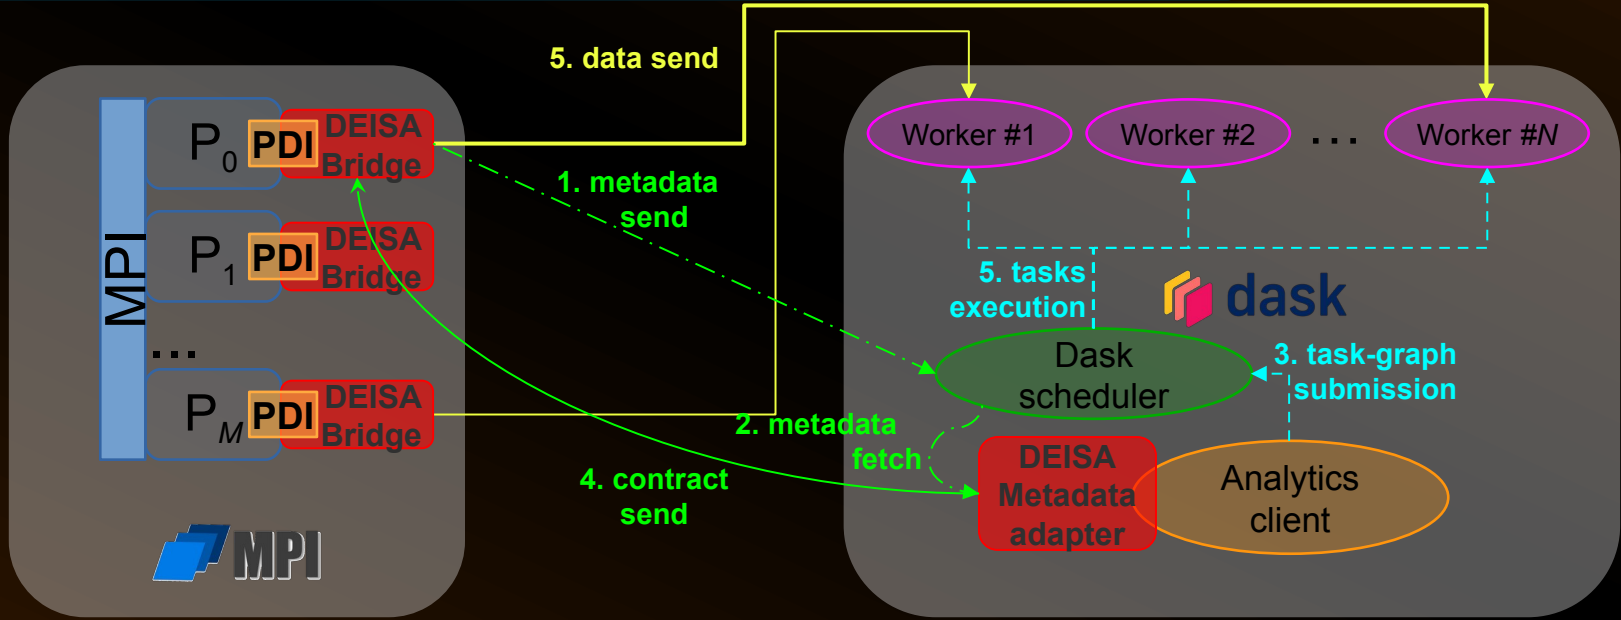 5. data send
MPI
P0
PDI
DEISA
Bridge
P1
PDI
DEISA
Bridge
...
PM
PDI
DEISA
Bridge
MPI
1. metadata
send
2. metadata
fetch
4. contract
send
Worker #1
Worker #2
...
Worker #N
5. tasks
execution
dask
Dask
scheduler
3. task-graph
submission
DEISA
Metadata
adapter
Analytics
client